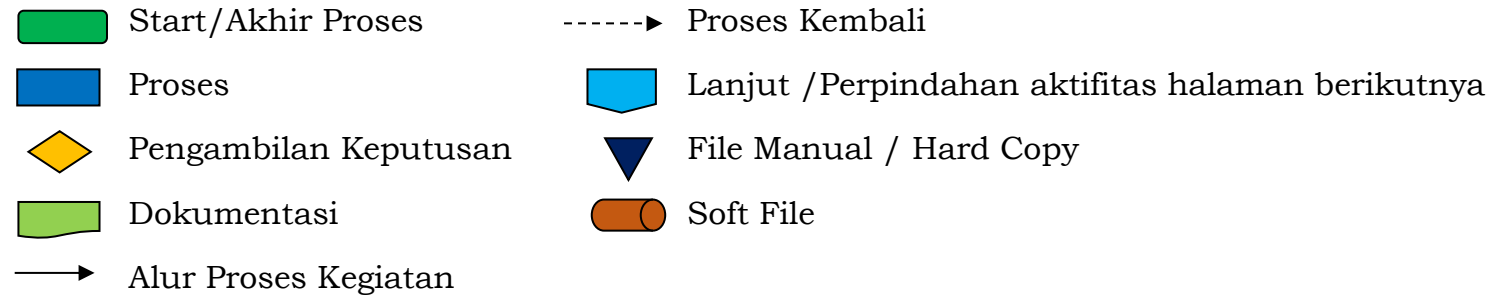 Start/Akhir Proses
Proses Kembali
Proses
Lanjut /Perpindahan aktifitas halaman berikutnya
Pengambilan Keputusan
File Manual / Hard Copy
Dokumentasi
Soft File
Alur Proses Kegiatan